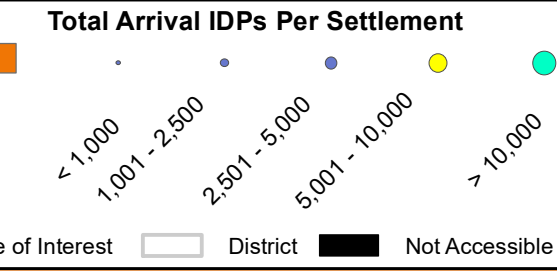 Total Arrival IDPs Per Settlement
< 1,000
1,001 - 2,500
2,501 - 5,000
5,001 - 10,000
> 10,000
e of Interest District Not Accessible